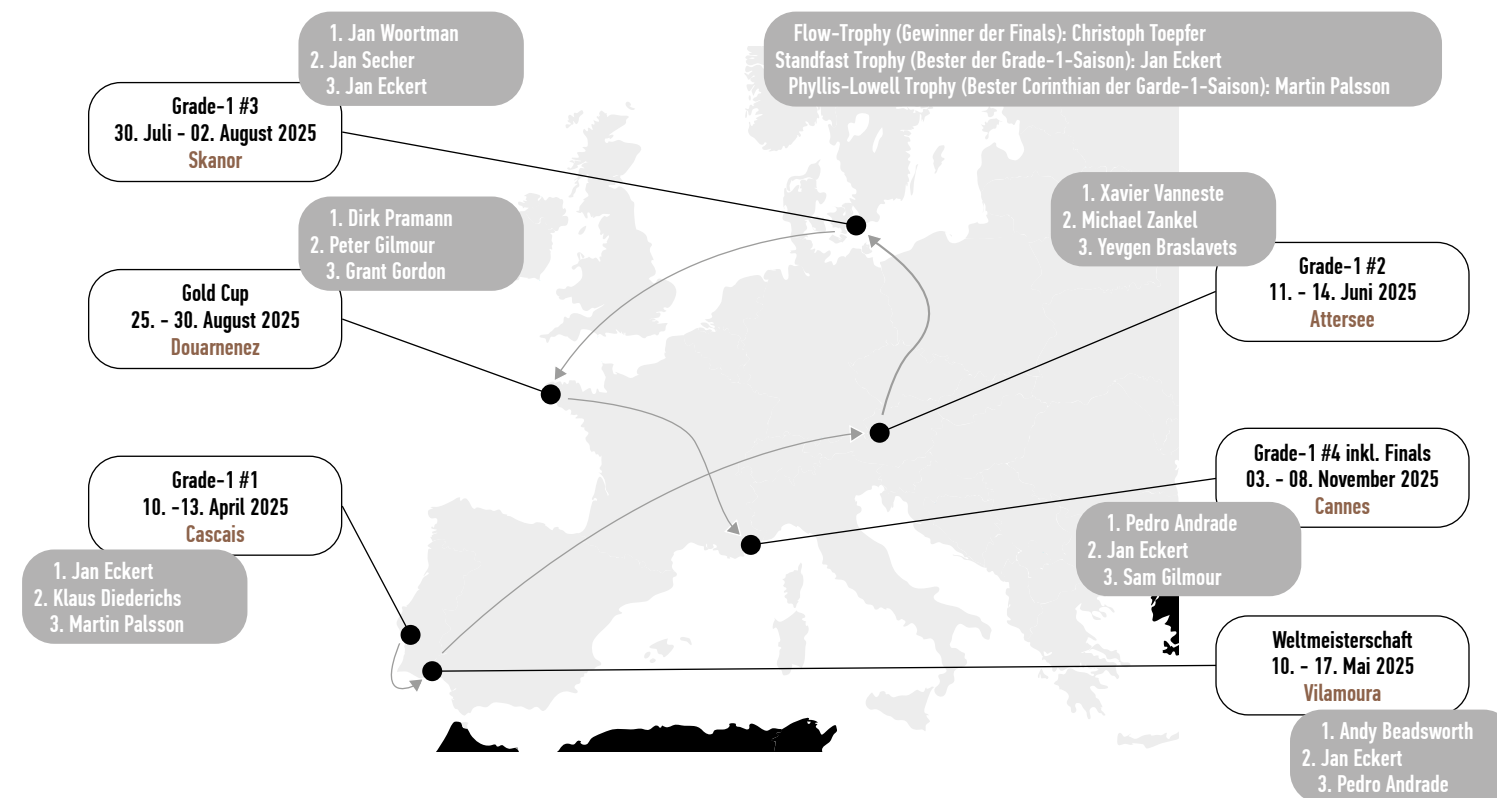 1. Jan Woortman
2. Jan Secher
3. Jan Eckert
Grade-1 #3
30. Juli - 02. August 2025
Skanor
Flow-Trophy (Gewinner der Finals): Christoph Toepfer
Standfast Trophy (Bester der Grade-1-Saison): Jan Eckert
Phyllis-Lowell Trophy (Bester Corinthian der Garde-1-Saison): Martin Palsson
1. Dirk Pramann
2. Peter Gilmour
3. Grant Gordon
Gold Cup
25. - 30. August 2025
Douarnenez
1. Xavier Vanneste
2. Michael Zankel
3. Yevgen Braslavets
Grade-1 #2
11. - 14. Juni 2025
Attersee
Grade-1 #1
10. -13. April 2025
Cascais
1. Jan Eckert
2. Klaus Diederichs
3. Martin Palsson
Grade-1 #4 inkl. Finals
03. - 08. November 2025
Cannes
1. Pedro Andrade
2. Jan Eckert
3. Sam Gilmour
Weltmeisterschaft
10. - 17. Mai 2025
Vilamoura
1. Andy Beadsworth
2. Jan Eckert
3. Pedro Andrade